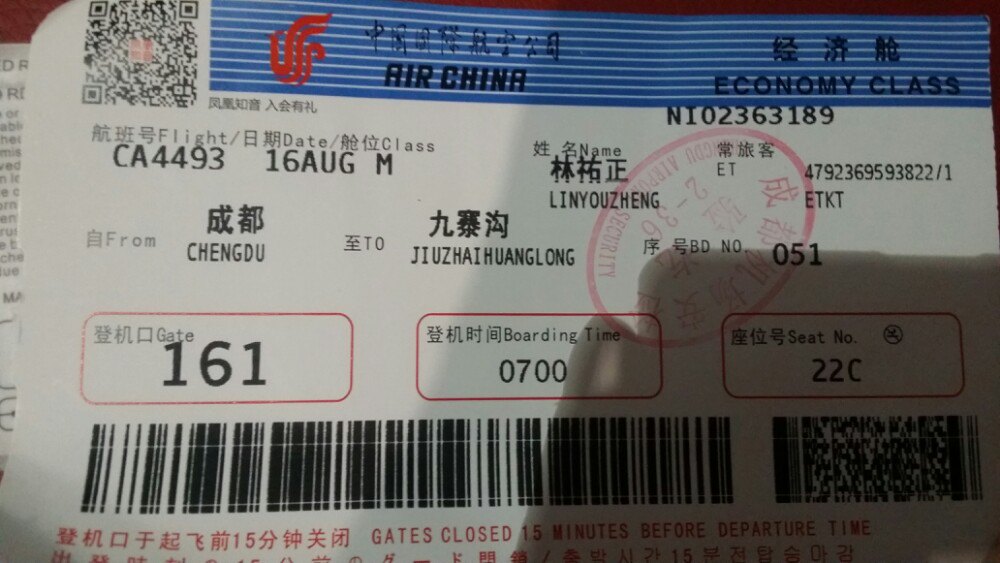 中国国际航空公司
AIR CHINA
经济舱
ECONOMY CLASS
凤凰知音 入会有礼
NI02363189
航班号Flight/日期Date/舱位Class
CA4493 16AUG M
姓 名Name
林祐正
LINYOUZHENG
常旅客
ET 4792369593822/1
ETKT
自From
成都
CHENGDU
至TO
九寨沟
JIUZHAIHUANGLONG
序 号BD NO. 051
登机口Gate
161
登机时间Boarding Time
0700
座位号Seat No.
22C
登机口于起飞前15分钟关闭 GATES CLOSED 15 MINUTES BEFORE DEPARTURE TIME